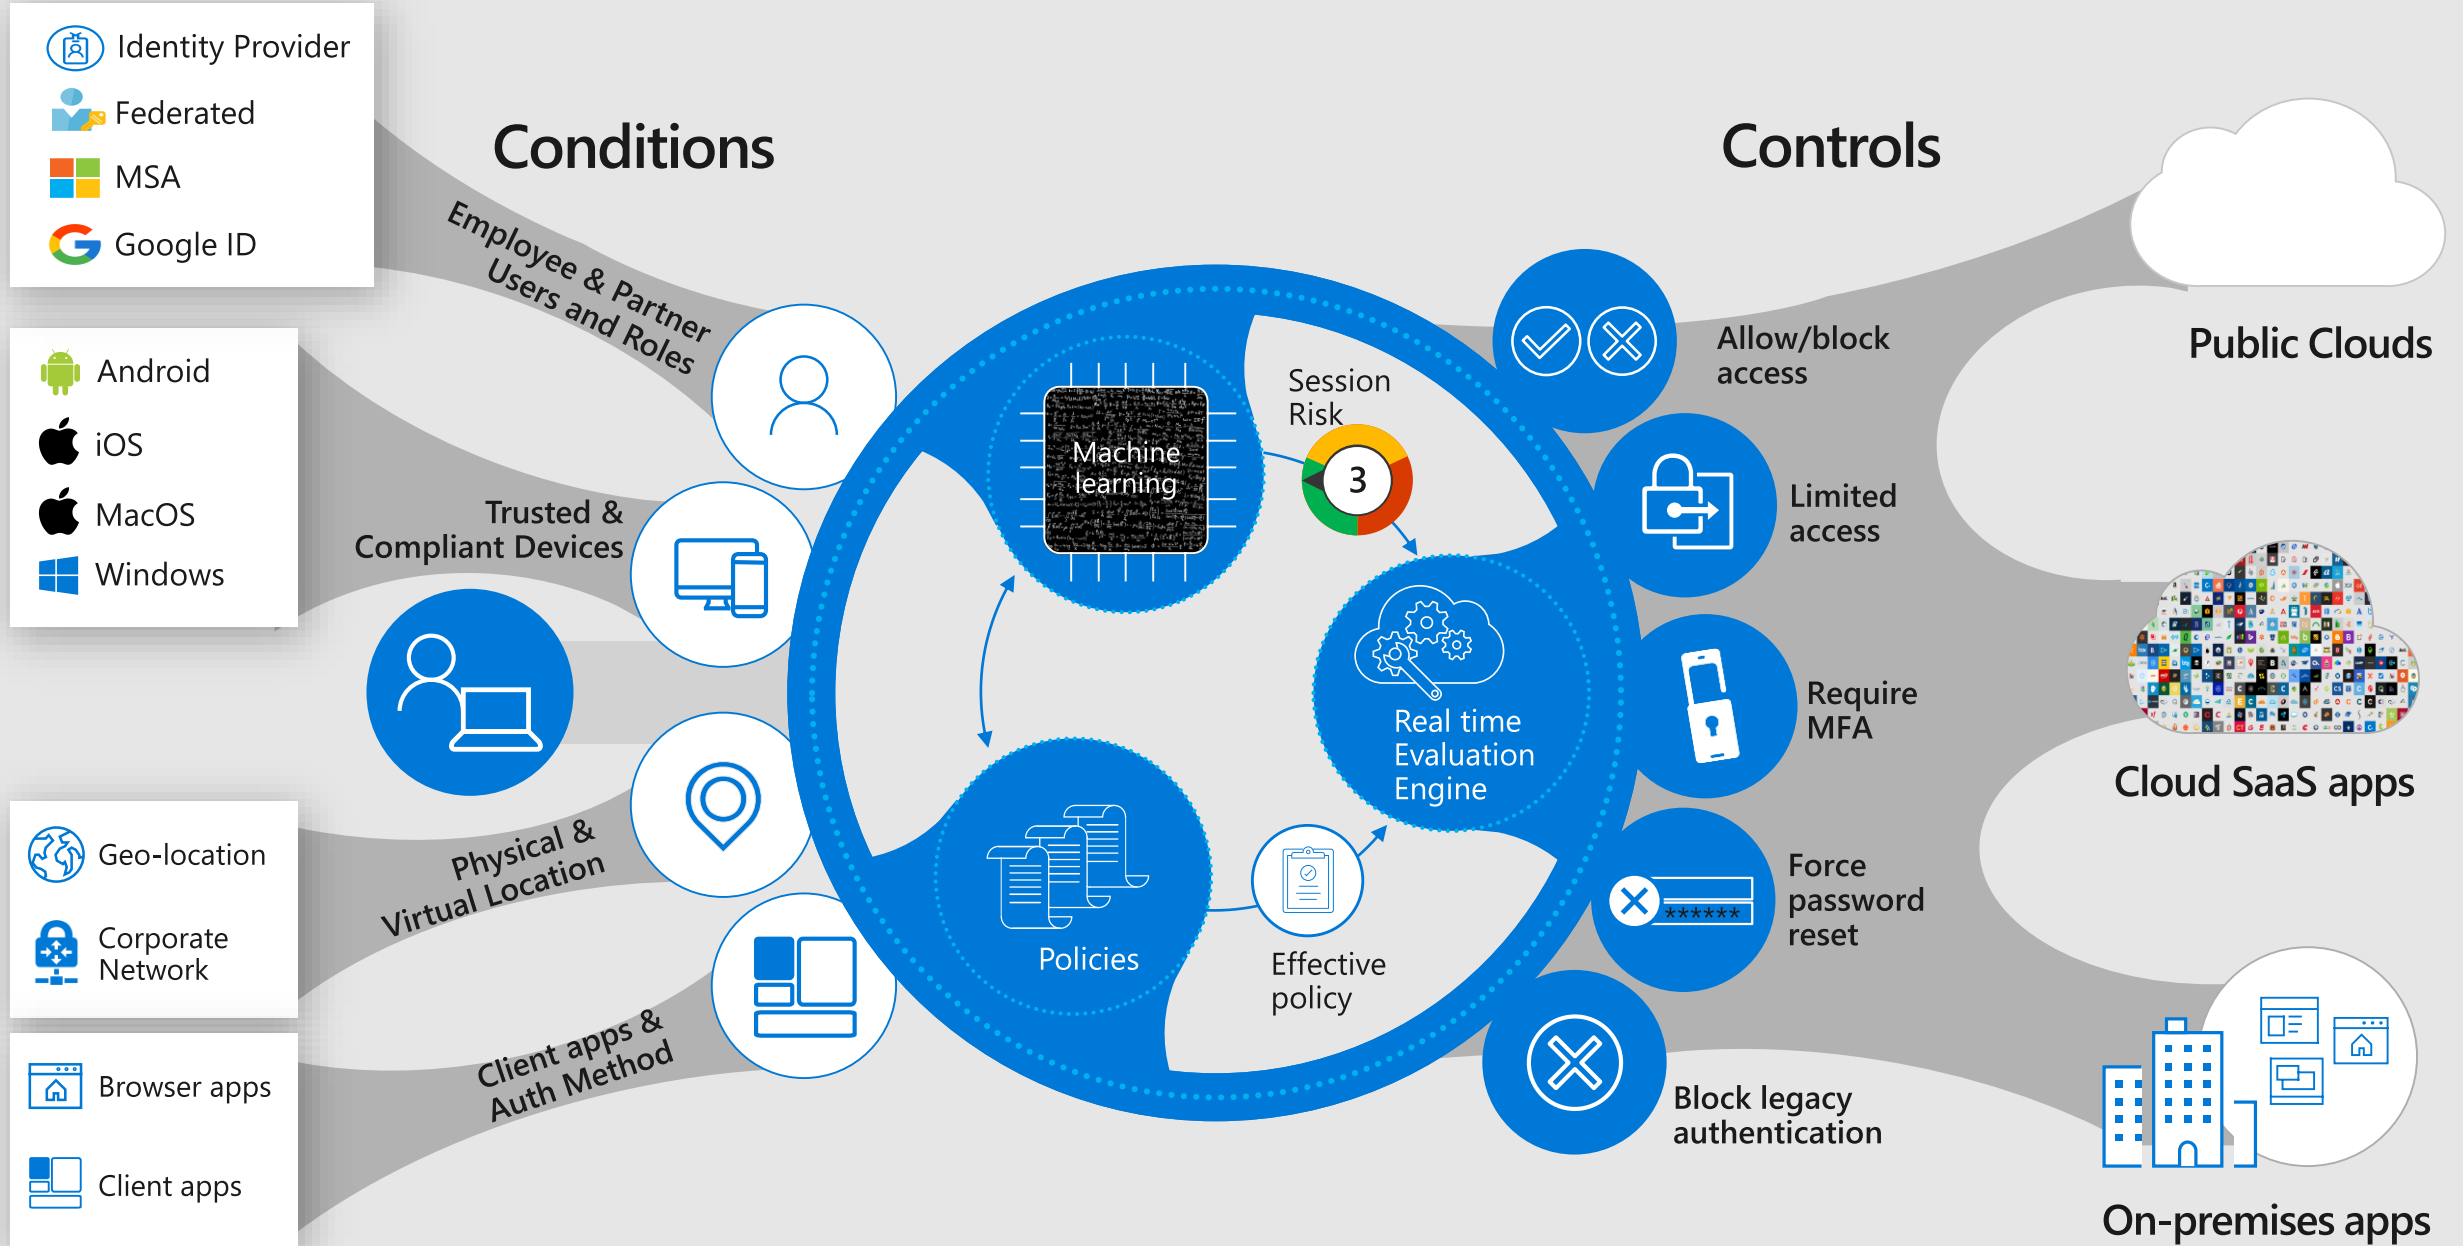 Identity Provider
Federated
MSA
Google ID
Android
iOS
MacOS
Windows
Geo-location
Corporate
Network
Browser apps
Client apps
Conditions
Employee & Partner
Users and Roles
Trusted &
Compliant Devices
Physical &
Virtual Location
Client apps &
Auth Method
Machine
learning
Session
Risk
3
Real time
Evaluation
Engine
Policies
Effective
policy
Controls
Allow/block
access
Limited
access
Require
MFA
******
Force
password
reset
Block legacy
authentication
Public Clouds
Cloud SaaS apps
On-premises apps